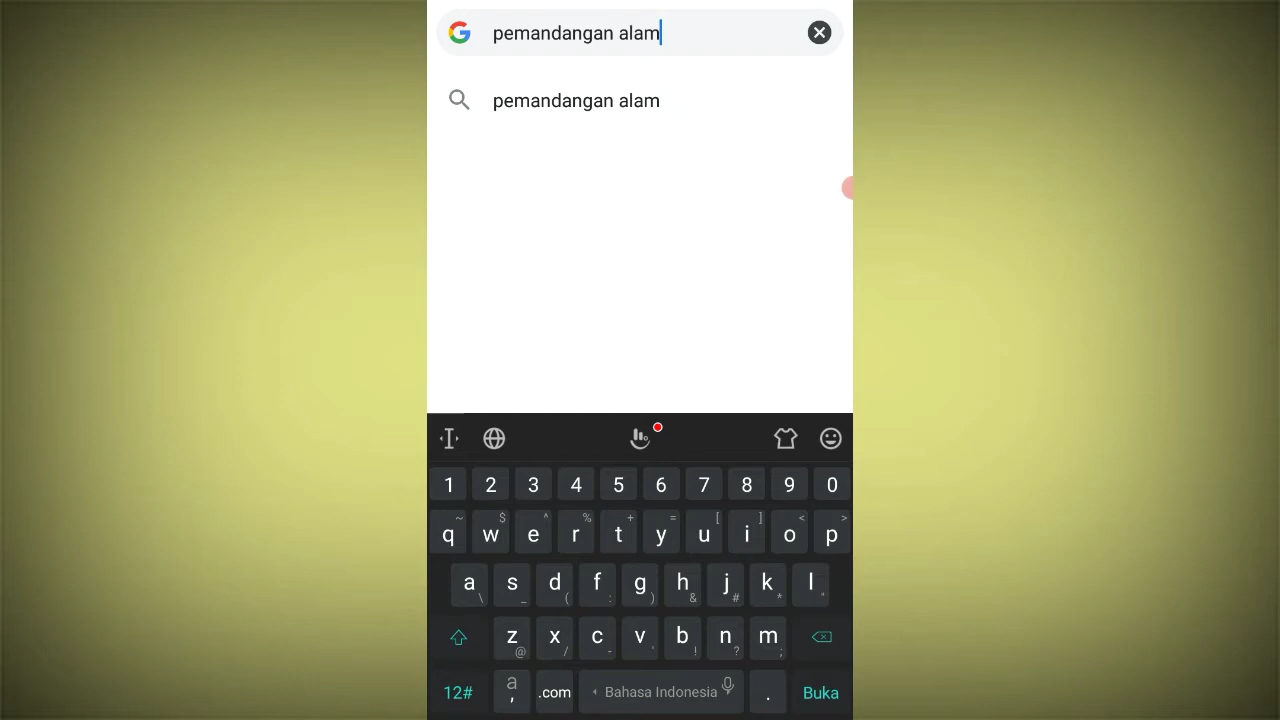 pemandangan alam
pemandangan alam
1 2 3 4 5 6 7 8 9 0
~ $ ^ % + = [ ] < >
q w e r t y u i o p
a s d f g h j k l
\ _ ( : ) & # * "
z x c v b n m
@ / - ' ! ? ;
12# a , .com Bahasa Indonesia . Buka